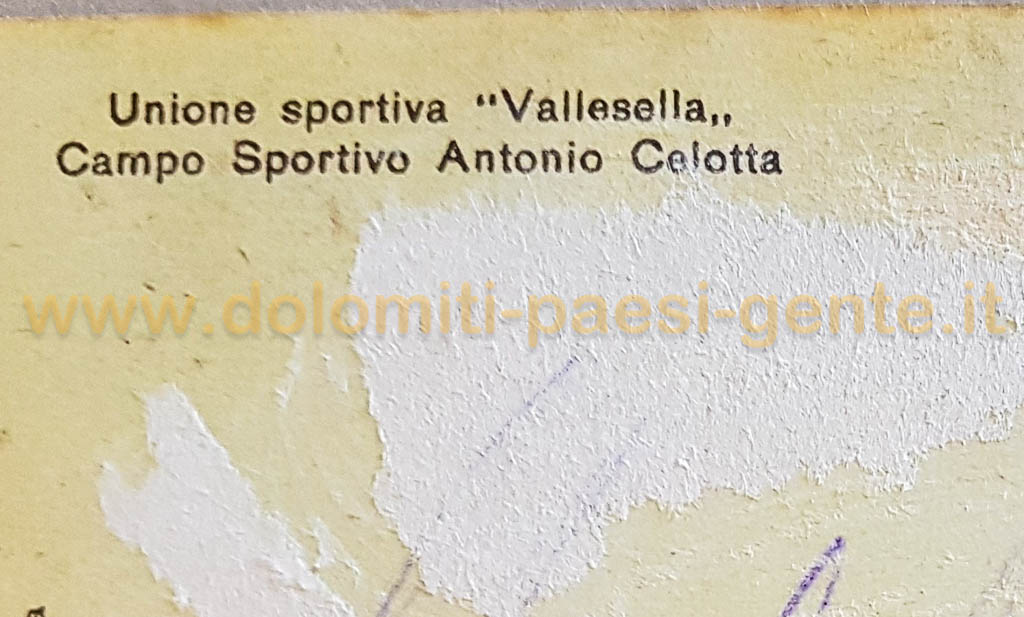 Unione sportiva “Vallesella„
Campo Sportivo Antonio Celotta
www.dolomiti-paesi-gente.it